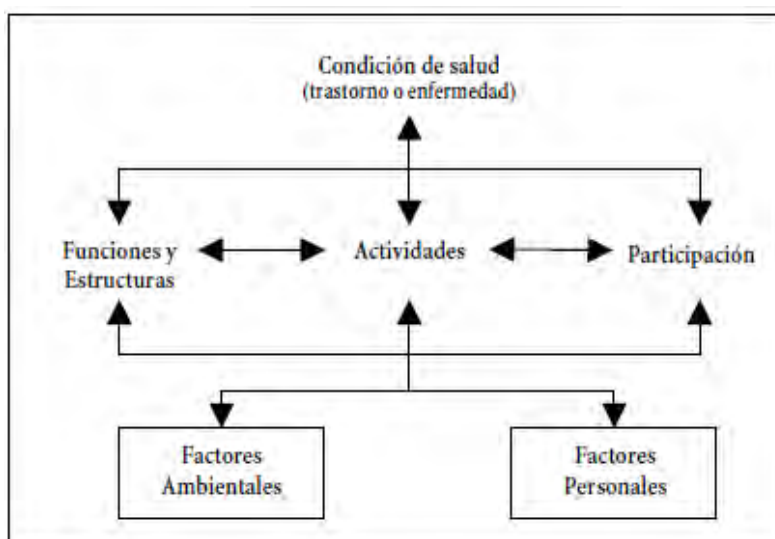 Condición de salud
(trastorno o enfermedad)
Funciones y
Estructuras
Actividades
Participación
Factores
Ambientales
Factores
Personales